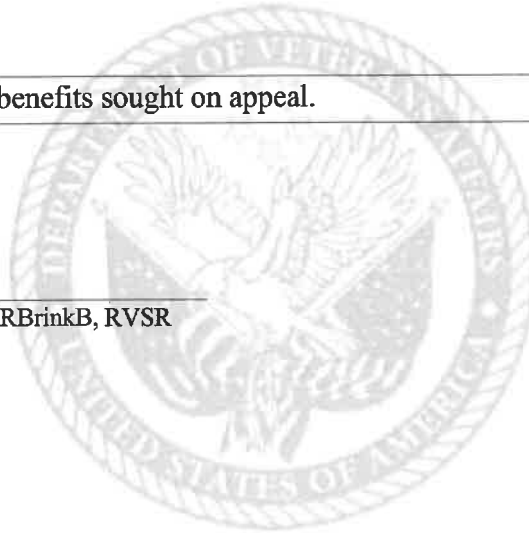 benefits sought on appeal.
RBrinkB, RVSR
DEPARTMENT OF VETERANS AFFAIRS
UNITED STATES OF AMERICA